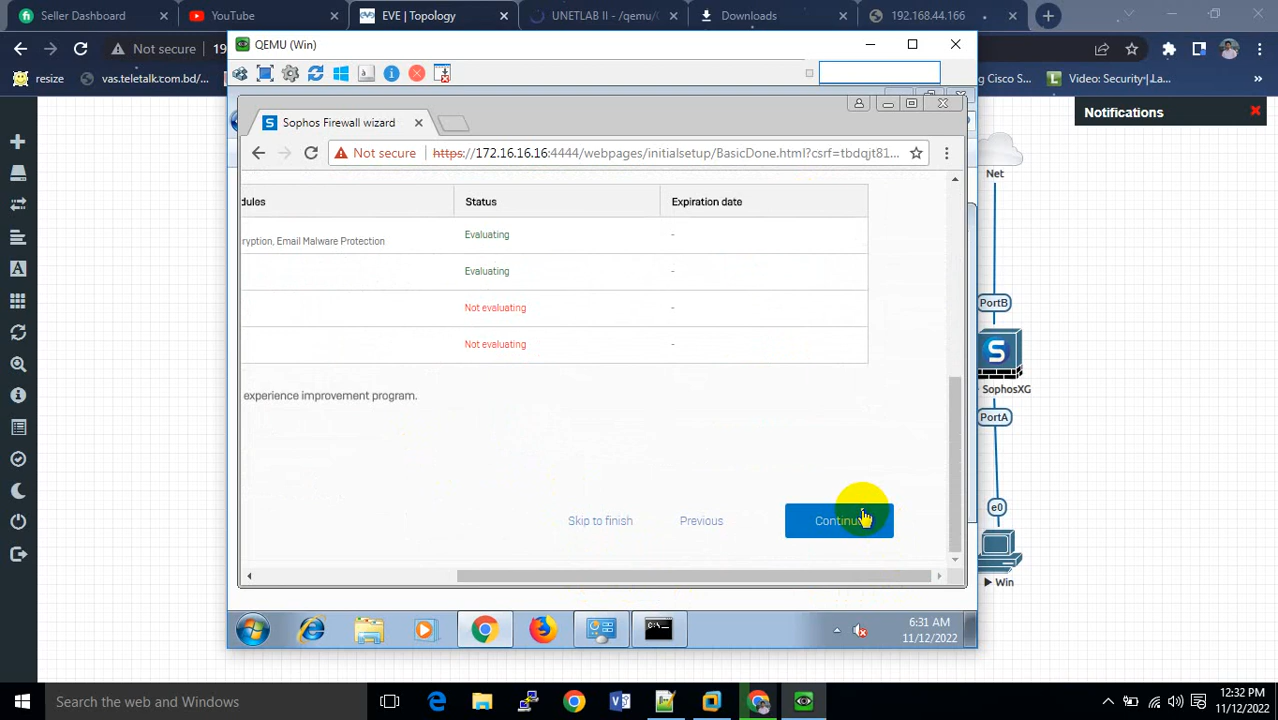 Seller Dashboard
YouTube
EVE | Topology
UNETLAB II - /qemu/
Downloads
192.168.44.166
Not secure
19
resize
vas.teletalk.com.bd/...
g Cisco S...
Video: Security | La...
QEMU (Win)
Notifications
Sophos Firewall wizard
Not secure
https://172.16.16.16:4444/webpages/initialsetup/BasicDone.html?csrf=tbdqjt81...
Net
dules
Status
Expiration date
Evaluating
-
ryption, Email Malware Protection
Evaluating
-
Not evaluating
-
PortB
Not evaluating
-
SophosXG
experience improvement program.
PortA
e0
Skip to finish
Previous
Continue
Win
6:31 AM
11/12/2022
Search the web and Windows
12:32 PM
11/12/2022